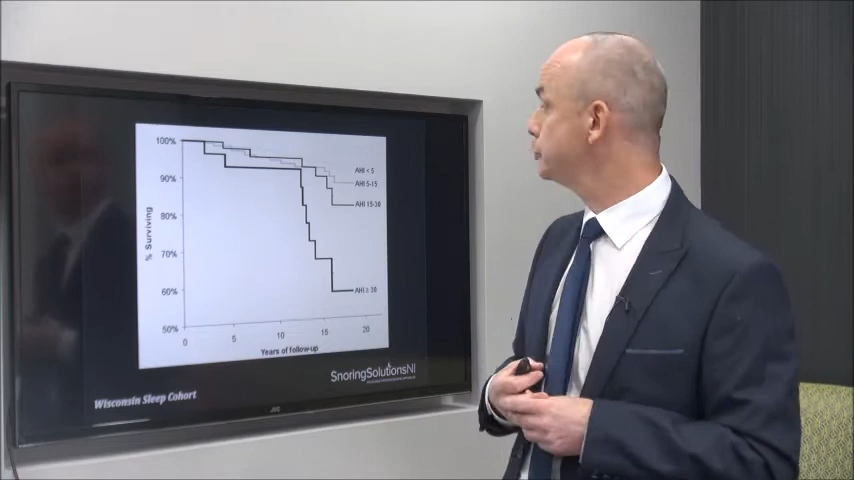 100%
90%
80%
70%
60%
50%
% Surviving
AHI < 5
AHI 5-15
AHI 15-30
AHI ≥ 30
0 5 10 15 20
Years of follow-up
SnoringSolutionsNI
Wisconsin Sleep Cohort
JVC